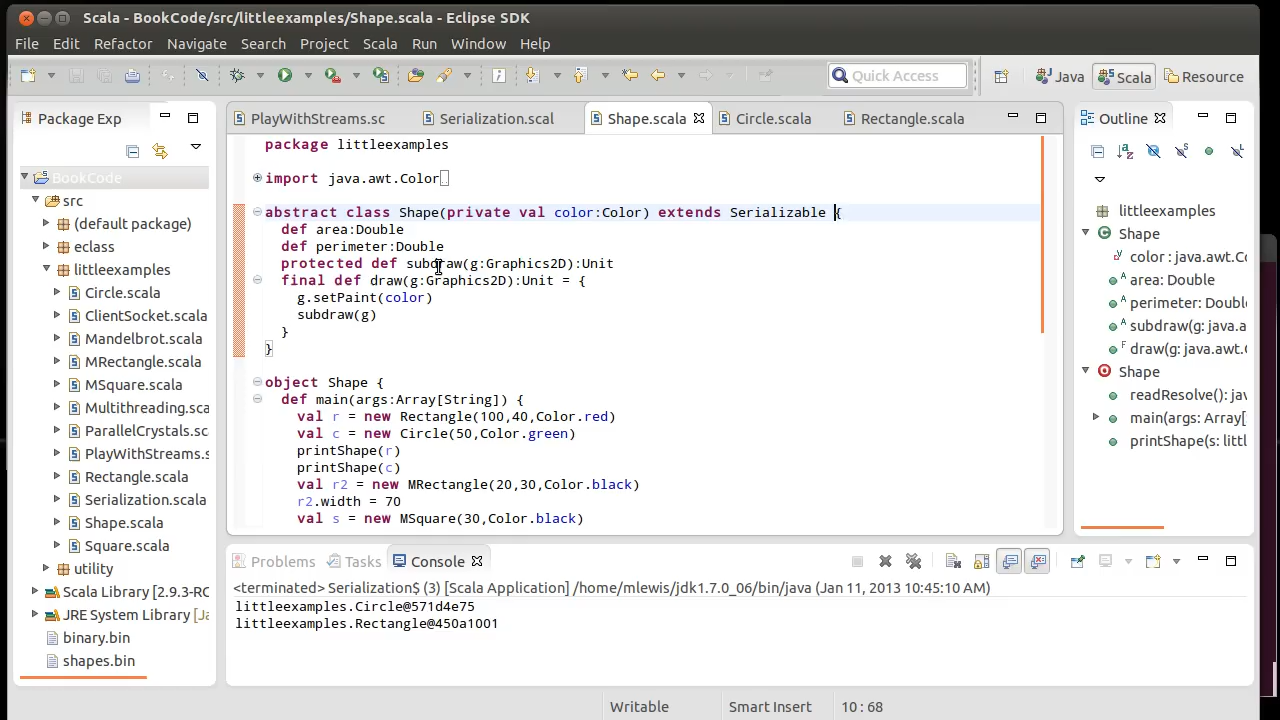 Scala - BookCode/src/littleexamples/Shape.scala - Eclipse SDK
File Edit Refactor Navigate Search Project Scala Run Window Help
Quick Access
Java Scala Resource
Package Exp
BookCode
src
(default package)
eclass
littleexamples
Circle.scala
ClientSocket.scala
Mandelbrot.scala
MRectangle.scala
MSquare.scala
Multithreading.sca
ParallelCrystals.sc
PlayWithStreams.s
Rectangle.scala
Serialization.scala
Shape.scala
Square.scala
utility
Scala Library [2.9.3-RC
JRE System Library [Ja
binary.bin
shapes.bin
PlayWithStreams.sc Serialization.scal Shape.scala Circle.scala Rectangle.scala
package littleexamples
import java.awt.Color
abstract class Shape(private val color:Color) extends Serializable {
def area:Double
def perimeter:Double
protected def subdraw(g:Graphics2D):Unit
final def draw(g:Graphics2D):Unit = {
g.setPaint(color)
subdraw(g)
}
}
object Shape {
def main(args:Array[String]) {
val r = new Rectangle(100,40,Color.red)
val c = new Circle(50,Color.green)
printShape(r)
printShape(c)
val r2 = new MRectangle(20,30,Color.black)
r2.width = 70
val s = new MSquare(30,Color.black)
Outline
littleexamples
Shape
color : java.awt.Co
area: Double
perimeter: Double
subdraw(g: java.a
draw(g: java.awt.(
Shape
readResolve(): jav
main(args: Array[
printShape(s: littl
Problems Tasks Console
<terminated> Serialization$ (3) [Scala Application] /home/mlewis/jdk1.7.0_06/bin/java (Jan 11, 2013 10:45:10 AM)
littleexamples.Circle@571d4e75
littleexamples.Rectangle@450a1001
Writable Smart Insert 10 : 68